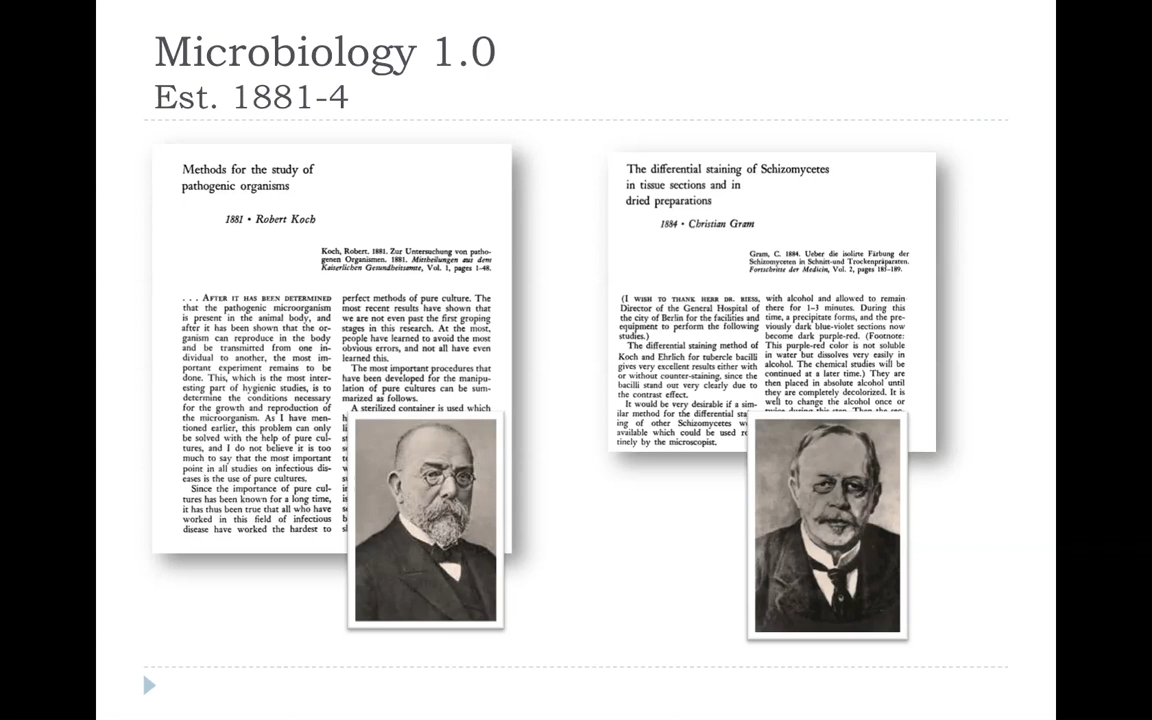 Microbiology 1.0
Est. 1881-4
Methods for the study of
pathogenic organisms
1881 • Robert Koch
Koch, Robert. 1881. Zur Untersuchung von patho-
genen Organismen. 1881. Mittheilungen aus dem
Kaiserlichen Gesundheitsamte, Vol. 1, pages 1-48.
. . . AFTER IT HAS BEEN DETERMINED
that the pathogenic microorganism
is present in the animal body, and
after it has been shown that the or-
ganism can reproduce in the body
and be transmitted from one in-
dividual to another, the most im-
portant experiment remains to be
done. This, which is the most inter-
esting part of hygienic studies, is to
determine the conditions necessary
for the growth and reproduction of
the microorganism. As I have men-
tioned earlier, this problem can only
be solved with the help of pure cul-
tures, and I do not believe it is too
much to say that the most important
point in all studies on infectious dis-
eases is the use of pure cultures.
Since the importance of pure cul-
tures has been known for a long time,
it has thus been true that all who have
worked in this field of infectious
disease have worked the hardest to
perfect methods of pure culture. The
most recent results have shown that
we are not even past the first groping
stages in this research. At the most,
people have learned to avoid the most
obvious errors, and not all have even
learned this.
The most important procedures that
have been developed for the manipu-
lation of pure cultures can be sum-
marized as follows.
A sterilized container is used which
The differential staining of Schizomycetes
in tissue sections and in
dried preparations
1884 • Christian Gram
Gram, C. 1884. Ueber die isolirte Färbung der
Schizomyceten in Schnitt-und Trockenpräparaten.
Fortschritte der Medicin, Vol. 2, pages 185-189.
(I WISH TO THANK HERR DR. RIESS,
Director of the General Hospital of
the city of Berlin for the facilities and
equipment to perform the following
studies.)
The differential staining method of
Koch and Ehrlich for tubercle bacilli
gives very excellent results either with
or without counter-staining, since the
bacilli stand out very clearly due to
the contrast effect.
It would be very desirable if a sim-
ilar method for the differential sta
ing of other Schizomycetes w
available which could be used r
tinely by the microscopist.
with alcohol and allowed to remain
there for 1-3 minutes. During this
time, a precipitate forms, and the pre-
viously dark blue-violet sections now
become dark purple-red. (Footnote:
This purple-red color is not soluble
in water but dissolves very easily in
alcohol. The chemical studies will be
continued at a later time.) They are
then placed in absolute alcohol until
they are completely decolorized. It is
well to change the alcohol once or